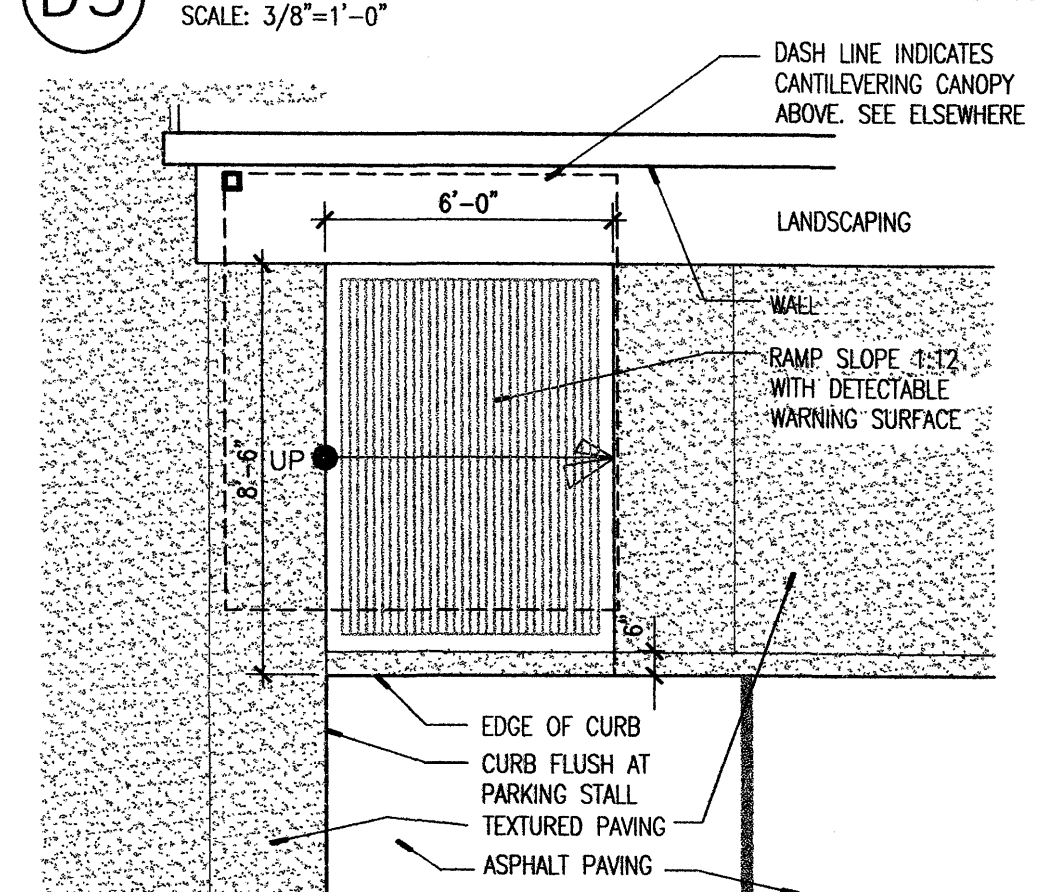 D5
SCALE: 3/8"=1'-0"
DASH LINE INDICATES
CANTILEVERING CANOPY
ABOVE. SEE ELSEWHERE
6'-0"
LANDSCAPING
WALL
RAMP SLOPE 1:12
WITH DETECTABLE
WARNING SURFACE
8'-6"
UP
6"
EDGE OF CURB
CURB FLUSH AT
PARKING STALL
TEXTURED PAVING
ASPHALT PAVING